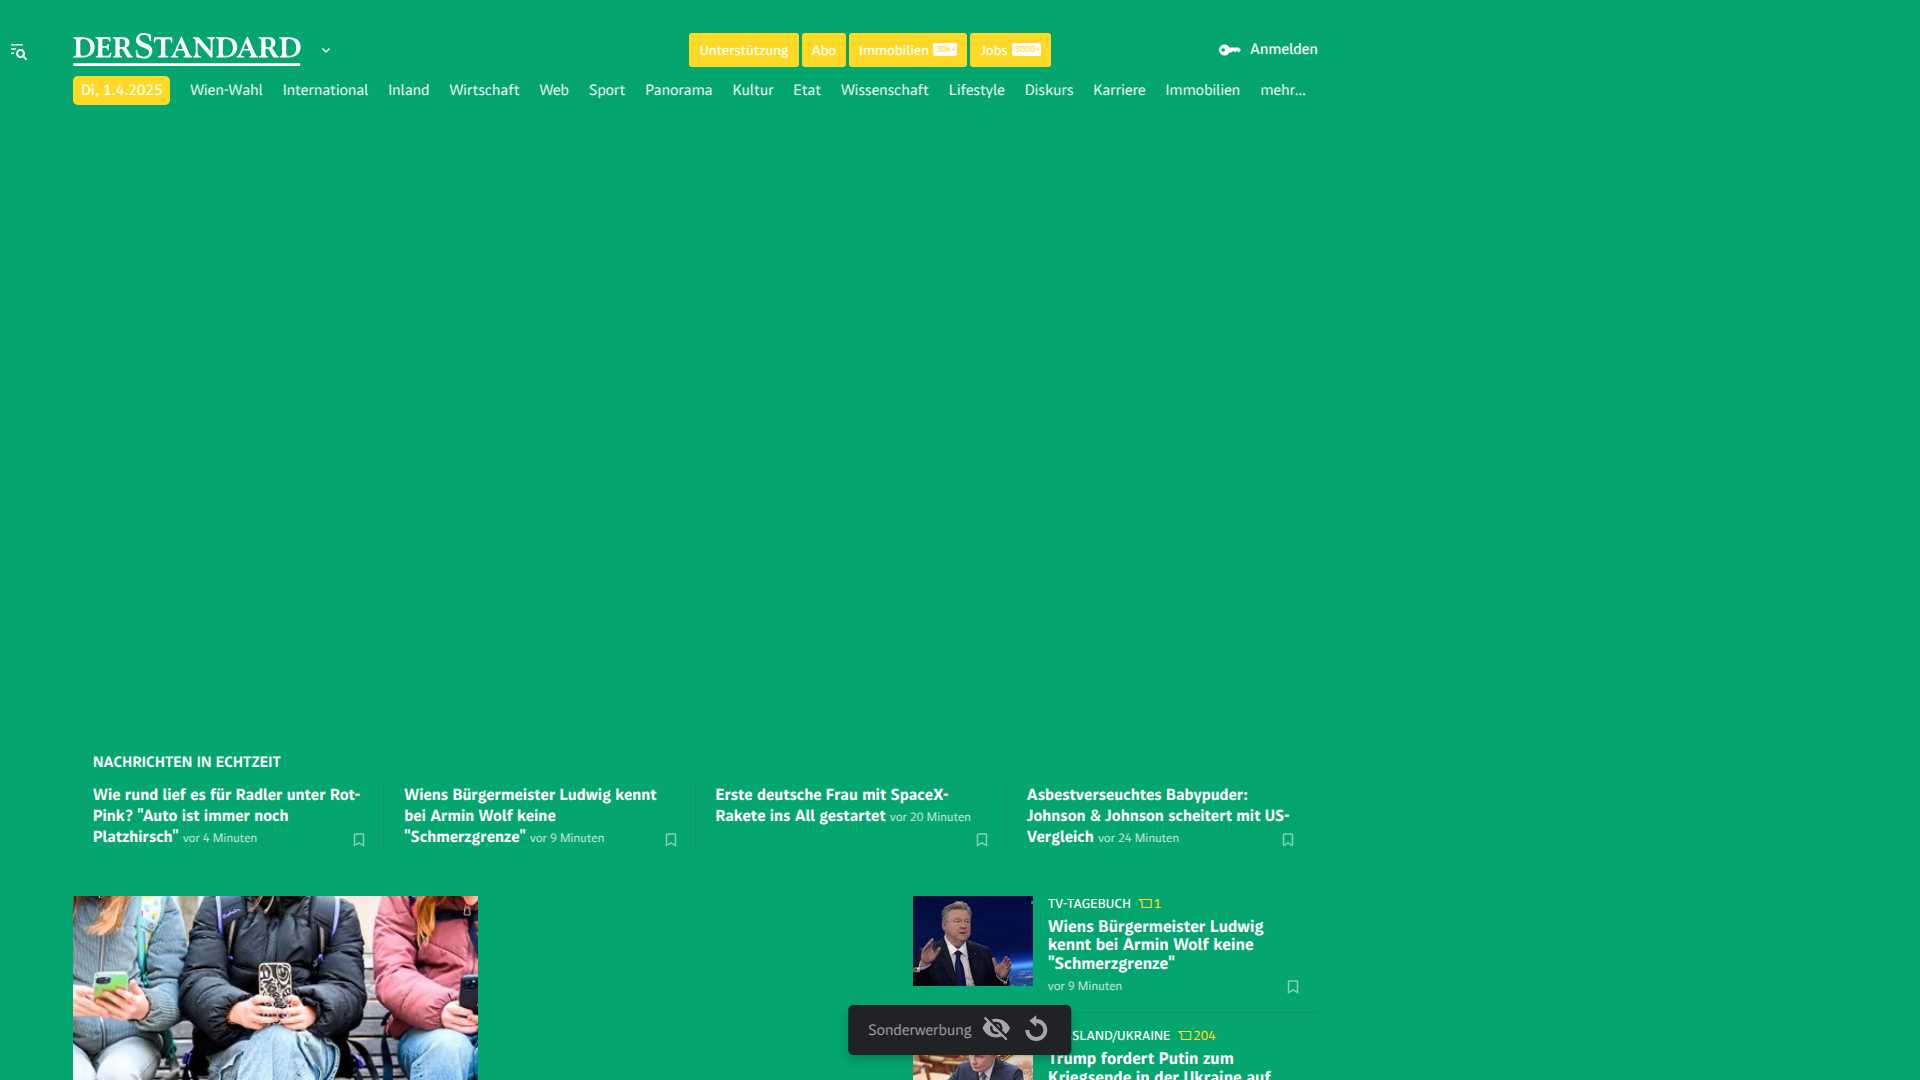 DERSTANDARD
Unterstützung Abo Immobilien Jobs
Anmelden
Di, 1.4.2025 Wien-Wahl International Inland Wirtschaft Web Sport Panorama Kultur Etat Wissenschaft Lifestyle Diskurs Karriere Immobilien mehr...
NACHRICHTEN IN ECHTZEIT
Wie rund lief es für Radler unter Rot-
Pink? "Auto ist immer noch
Platzhirsch" vor 4 Minuten
Wiens Bürgermeister Ludwig kennt
bei Armin Wolf keine
"Schmerzgrenze" vor 9 Minuten
Erste deutsche Frau mit SpaceX-
Rakete ins All gestartet vor 20 Minuten
Asbestverseuchtes Babypuder:
Johnson & Johnson scheitert mit US-
Vergleich vor 24 Minuten
TV-TAGEBUCH 1
Wiens Bürgermeister Ludwig
kennt bei Armin Wolf keine
"Schmerzgrenze"
vor 9 Minuten
SLAND/UKRAINE 204
Trump fordert Putin zum
Kriegsende in der Ukraine auf
Sonderwerbung